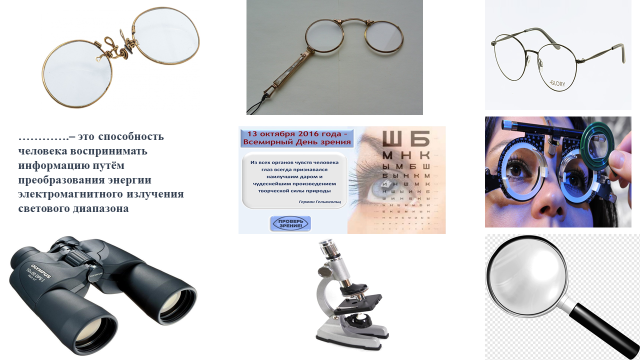 GLORY
………….– это способность
человека воспринимать
информацию путём
преобразования энергии
электромагнитного излучения
светового диапазона
13 октября 2016 года -
Всемирный День зрения
Из всех органов чувств человека
глаз всегда признавался
наилучшим даром и
чудеснейшим произведением
творческой силы природы
Герман Гельмгольц
ПРОВЕРЬ
ЗРЕНИЕ!
Ш Б
М Н К
Ы М Б Ш
OLYMPUS